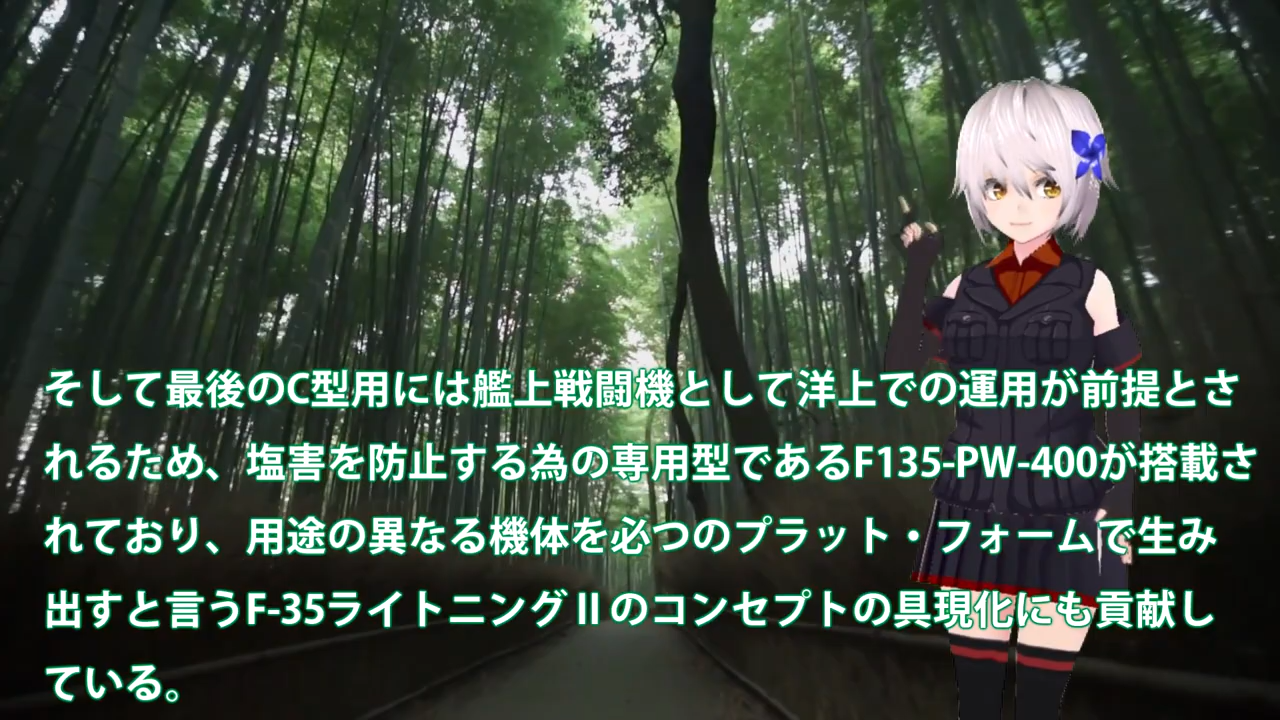 そして最後のC型用には艦上戦闘機として洋上での運用が前提とさ
れるため、塩害を防止する為の専用型であるF135-PW-400が搭載さ
れており、用途の異なる機体を必つのプラット・フォームで生み
出すと言うF-35ライトニングⅡのコンセプトの具現化にも貢献し
ている。